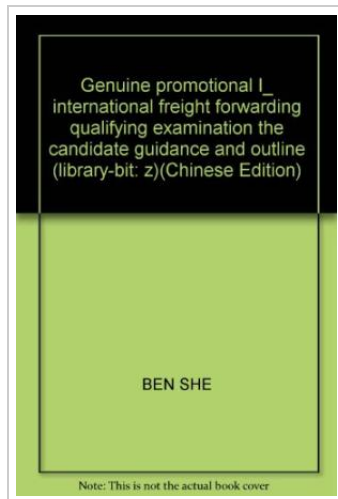 Genuine promotional I_
international freight forwarding
qualifying examination the
candidate guidance and outline
(library-bit: z)(Chinese Edition)
BEN SHE
Note: This is not the actual book cover